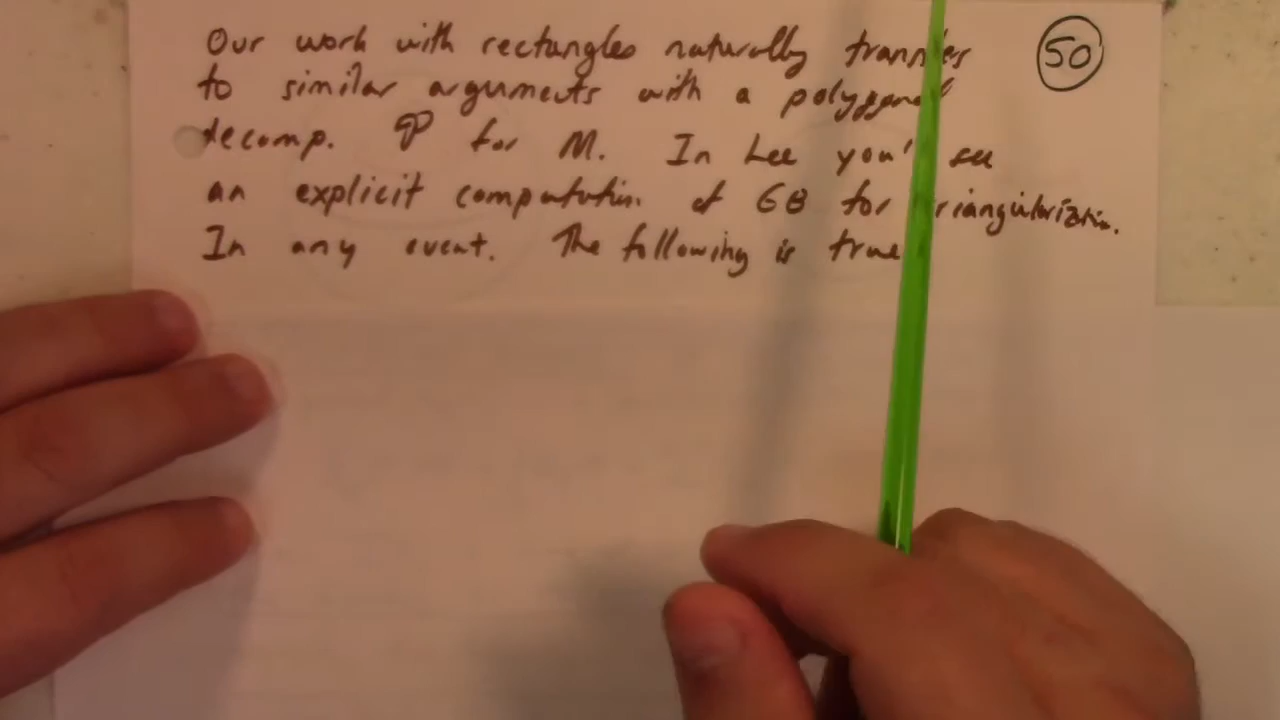 Our work with rectangles naturally transfers 50
to similar arguments with a polygonal
decomp. P for M. In Lee you'll see
an explicit computation of GB for triangularization.
In any event. The following is true